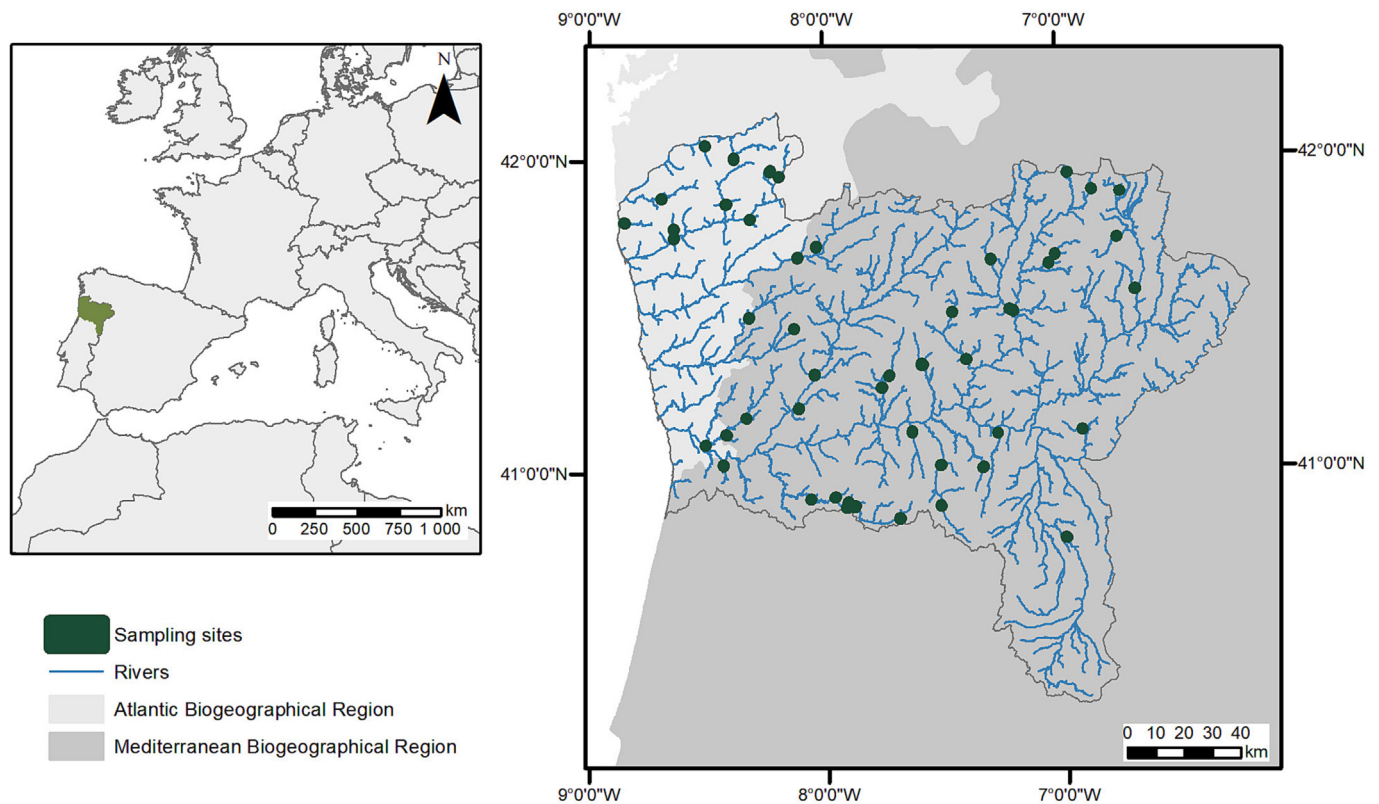 9°0'0"W 8°0'0"W 7°0'0"W
N
42°0'0"N 42°0'0"N
41°0'0"N 41°0'0"N
km
0 250 500 750 1 000
Sampling sites
Rivers
Atlantic Biogeographical Region
Mediterranean Biogeographical Region
0 10 20 30 40
km
9°0'0"W 8°0'0"W 7°0'0"W